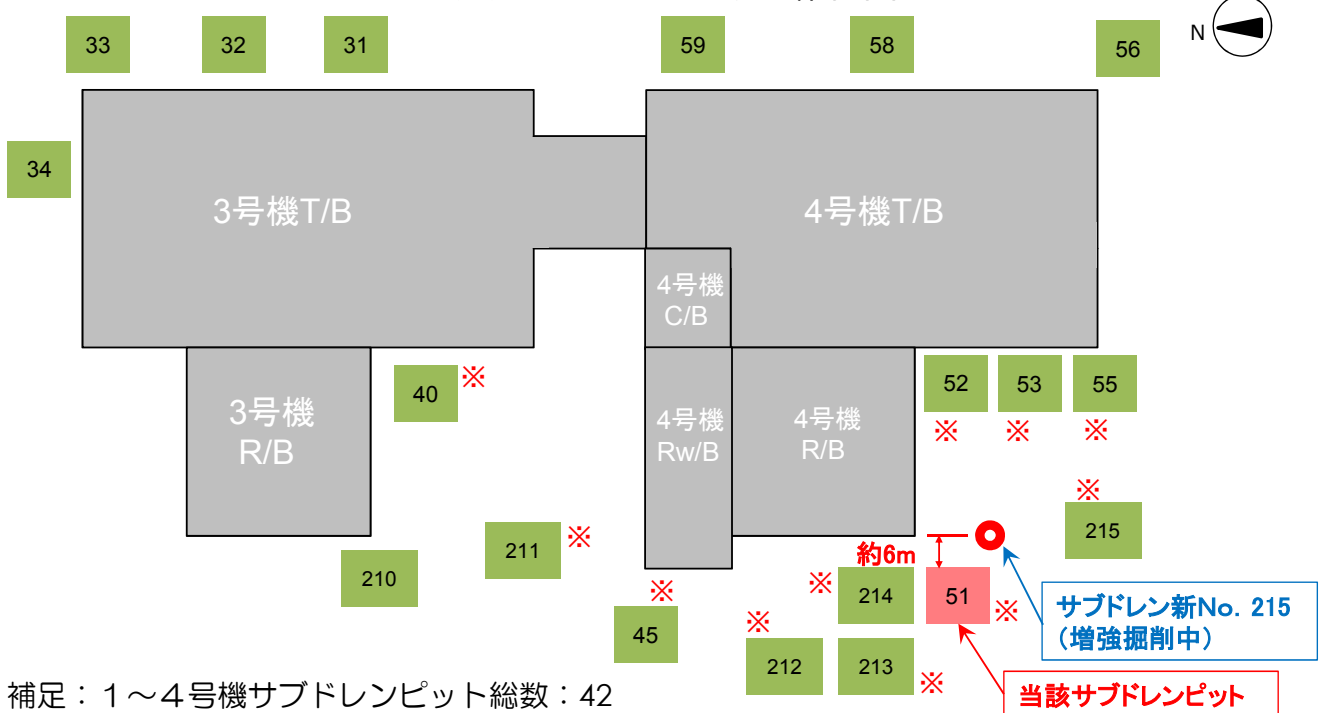 33
32
31
59
58
56
N
34
3号機T/B
4号機T/B
4号機
C/B
40
※
3号機
R/B
4号機
Rw/B
4号機
R/B
52
53
55
※
※
※
※
215
211
※
210
約6m
※
214
51
※
※
45
※
212
213
※
サブドレン新No. 215
(増強掘削中)
当該サブドレンピット
補足：１～４号機サブドレンピット総数：42